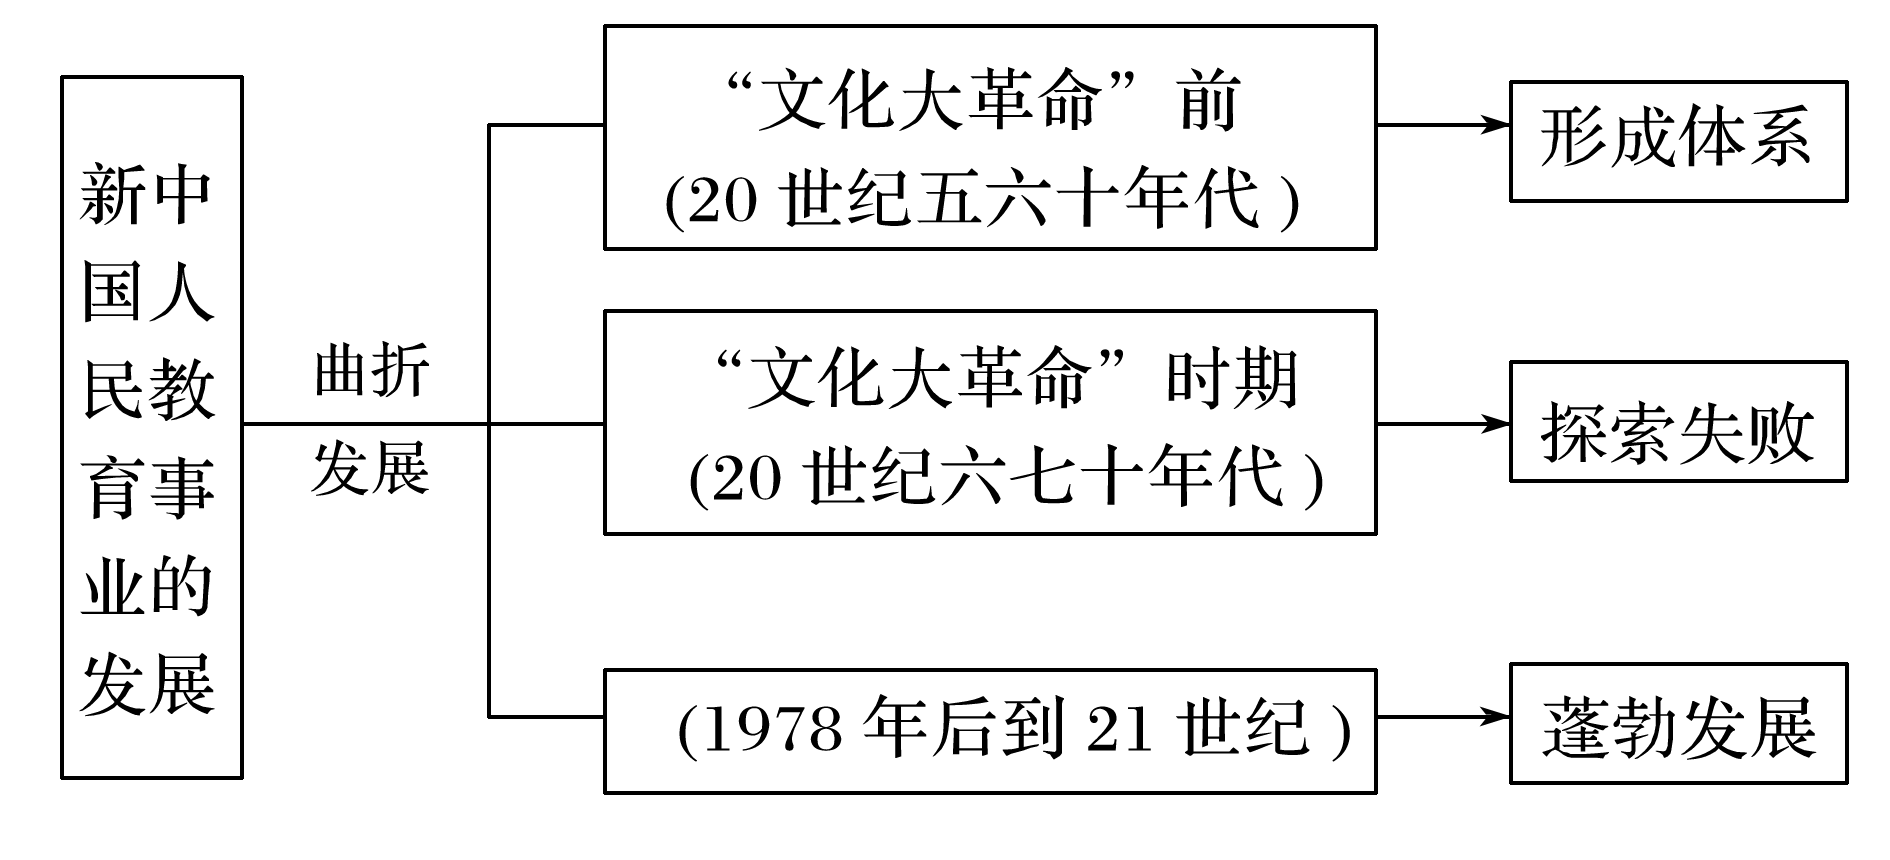 新中
国人
民教
育事
业的
发展
曲折
发展
“文化大革命”前
(20 世纪五六十年代)
形成体系
“文化大革命”时期
(20 世纪六七十年代)
探索失败
(1978 年后到 21 世纪)
蓬勃发展